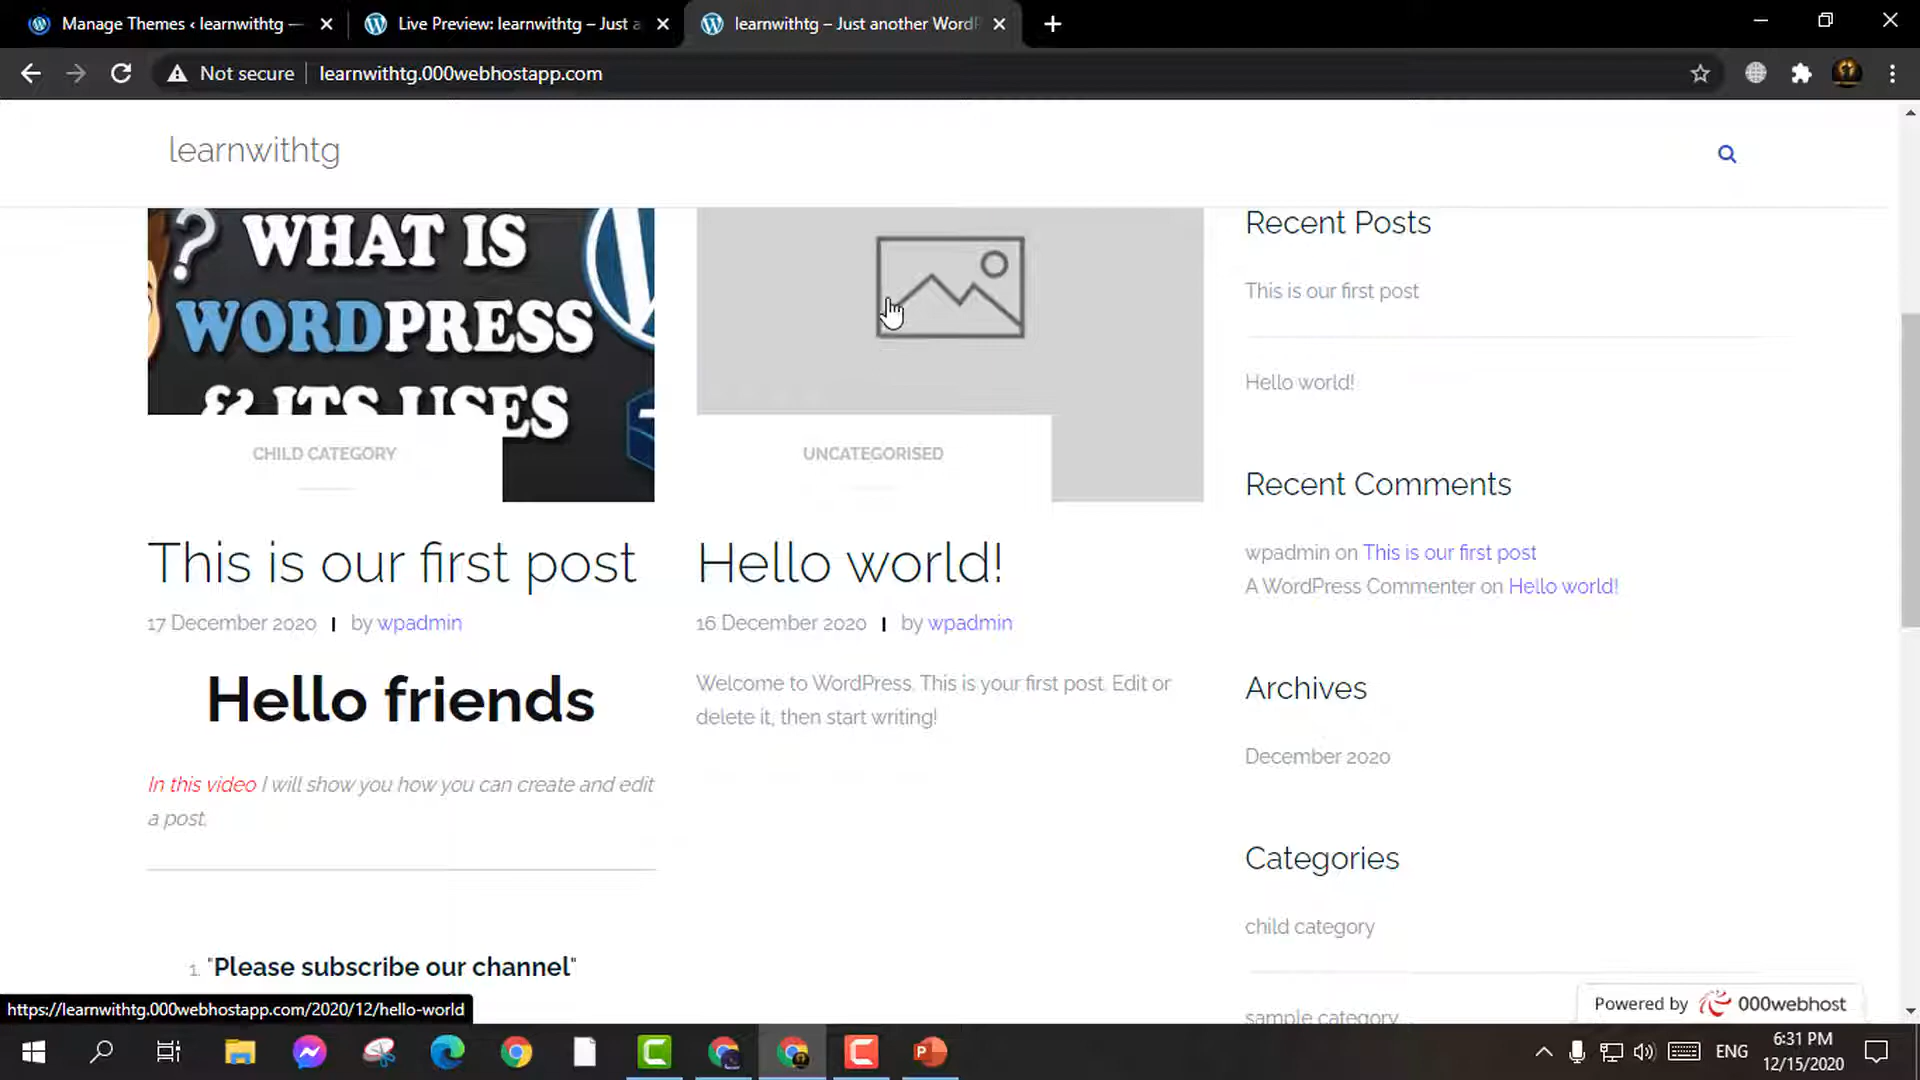 Manage Themes ‹ learnwithtg —
Live Preview: learnwithtg – Just a
learnwithtg – Just another WordP
Not secure
learnwithtg.000webhostapp.com
learnwithtg
? WHAT IS
WORDPRESS
& ITS USES
CHILD CATEGORY
This is our first post
17 December 2020 | by wpadmin
Hello friends
In this video I will show you how you can create and edit
a post.
1. "Please subscribe our channel"
UNCATEGORISED
Hello world!
16 December 2020 | by wpadmin
Welcome to WordPress. This is your first post. Edit or
delete it, then start writing!
Recent Posts
This is our first post
Hello world!
Recent Comments
wpadmin on This is our first post
A WordPress Commenter on Hello world!
Archives
December 2020
Categories
child category
sample category
Powered by 000webhost
https://learnwithtg.000webhostapp.com/2020/12/hello-world
ENG
6:31 PM
12/15/2020